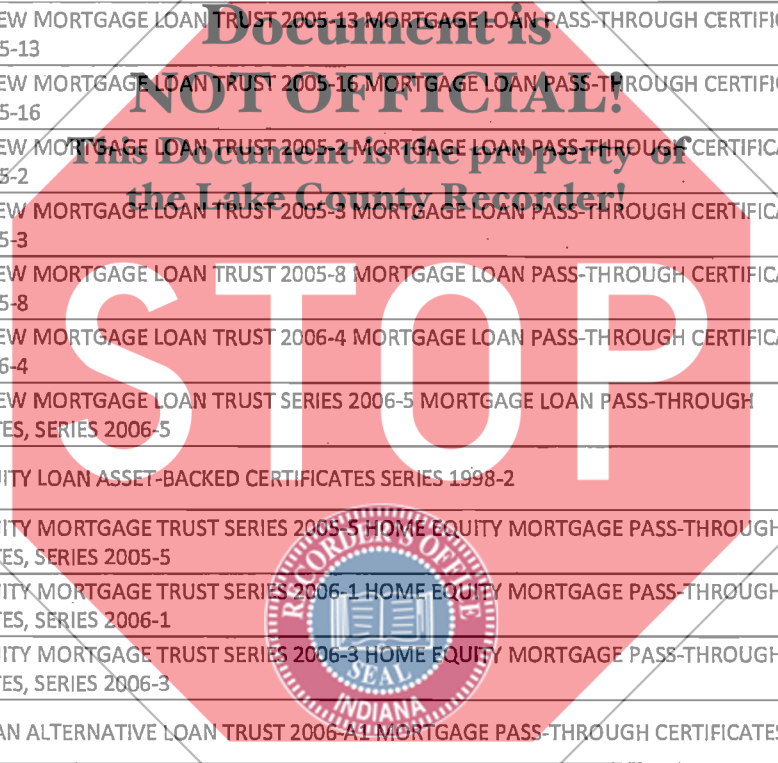 Document is
NOT OFFICIAL!
This Document is the property of
the Lake County Recorder!
STOP
EW MORTGAGE LOAN TRUST 2005-13 MORTGAGE LOAN PASS-THROUGH CERTIFIC
5-13
EW MORTGAGE LOAN TRUST 2005-16 MORTGAGE LOAN PASS-THROUGH CERTIFIC
5-16
EW MORTGAGE LOAN TRUST 2005-2 MORTGAGE LOAN PASS-THROUGH CERTIFICA
5-2
EW MORTGAGE LOAN TRUST 2005-3 MORTGAGE LOAN PASS-THROUGH CERTIFICA
5-3
EW MORTGAGE LOAN TRUST 2005-8 MORTGAGE LOAN PASS-THROUGH CERTIFICA
5-8
EW MORTGAGE LOAN TRUST 2006-4 MORTGAGE LOAN PASS-THROUGH CERTIFICA
6-4
EW MORTGAGE LOAN TRUST SERIES 2006-5 MORTGAGE LOAN PASS-THROUGH
TES, SERIES 2006-5
ITY LOAN ASSET-BACKED CERTIFICATES SERIES 1998-2
ITY MORTGAGE TRUST SERIES 2005-5 HOME EQUITY MORTGAGE PASS-THROUGH
TES, SERIES 2005-5
ITY MORTGAGE TRUST SERIES 2006-1 HOME EQUITY MORTGAGE PASS-THROUGH
TES, SERIES 2006-1
ITY MORTGAGE TRUST SERIES 2006-3 HOME EQUITY MORTGAGE PASS-THROUGH
TES, SERIES 2006-3
AN ALTERNATIVE LOAN TRUST 2006-A1 MORTGAGE PASS-THROUGH CERTIFICATES
RECORDER'S OFFICE
SEAL
INDIANA